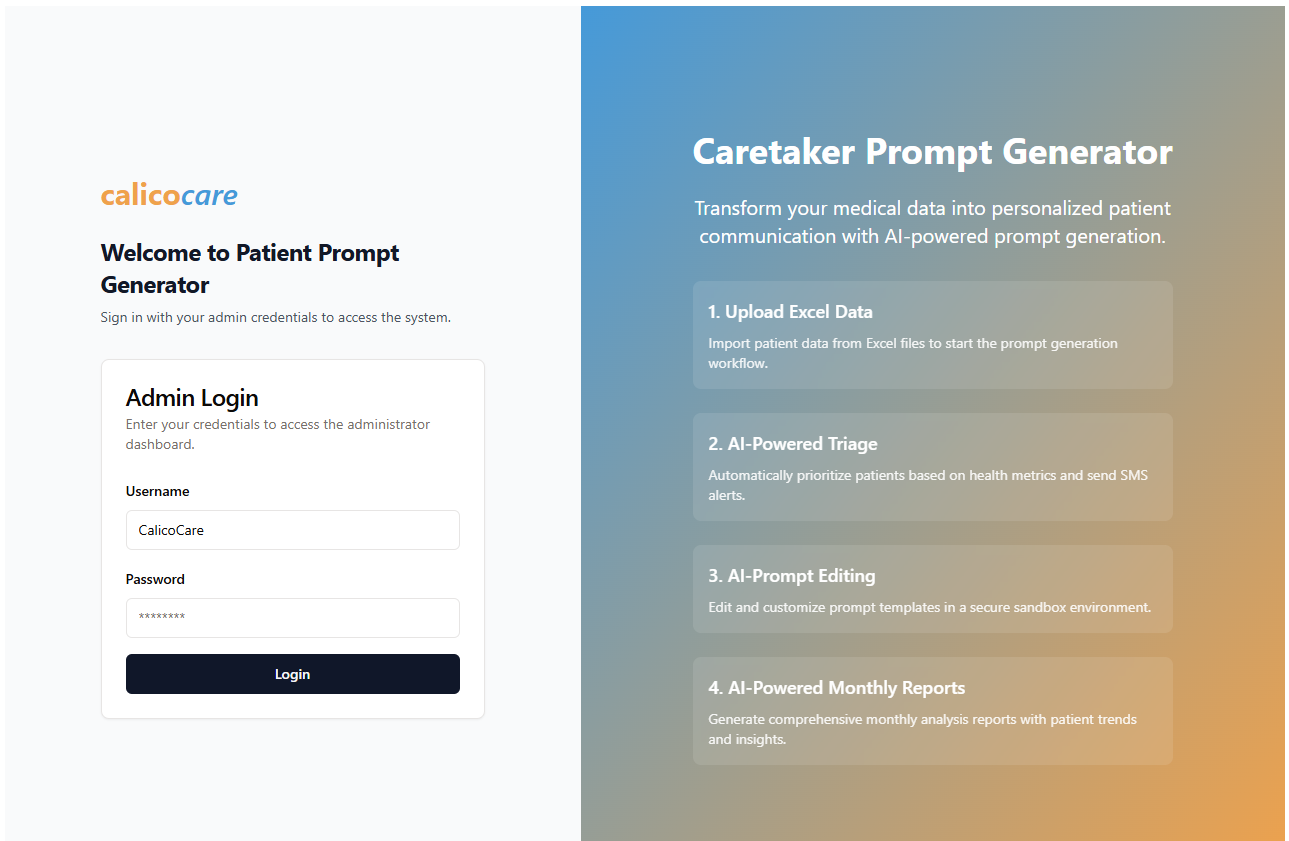 calicocare
Welcome to Patient Prompt
Generator
Sign in with your admin credentials to access the system.
Admin Login
Enter your credentials to access the administrator
dashboard.
Username
CalicoCare
Password
********
Login
Caretaker Prompt Generator
Transform your medical data into personalized patient
communication with AI-powered prompt generation.
1. Upload Excel Data
Import patient data from Excel files to start the prompt generation
workflow.
2. AI-Powered Triage
Automatically prioritize patients based on health metrics and send SMS
alerts.
3. AI-Prompt Editing
Edit and customize prompt templates in a secure sandbox environment.
4. AI-Powered Monthly Reports
Generate comprehensive monthly analysis reports with patient trends
and insights.